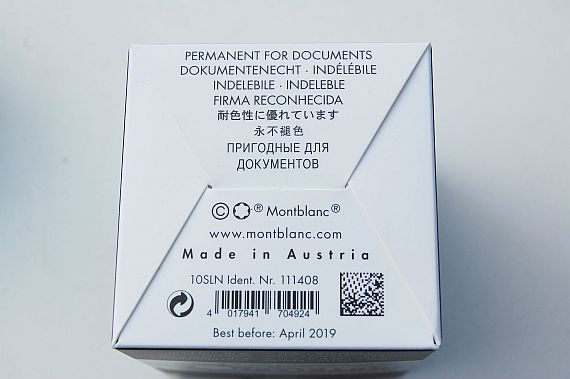 PERMANENT FOR DOCUMENTS
DOKUMENTENECHT · INDÉLÉBILE
INDELEBILE · INDELEBLE
FIRMA RECONHECIDA
耐色性に優れています
永不褪色
ПРИГОДНЫЕ ДЛЯ
ДОКУМЕНТОВ
© ® Montblanc ®
www.montblanc.com
Made in Austria
10SLN Ident. Nr. 111408
4 017941 704924
Best before: April 2019